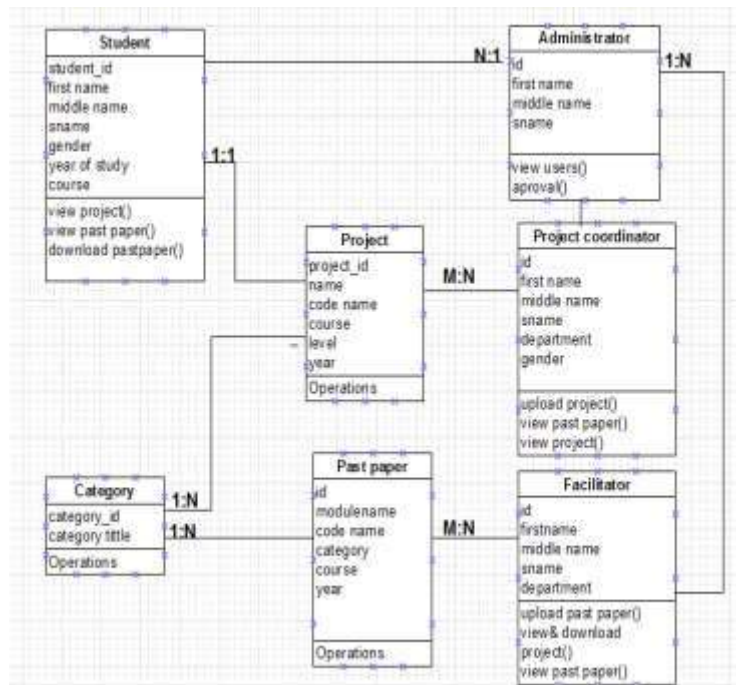 Student
student_id
first name
middle name
sname
gender
year of study
course
view project()
view past paper()
download pastpaper()
N:1
Administrator
id
first name
middle name
sname
view users()
aproval()
1:N
1:1
Project
project_id
name
code name
course
level
year
Operations
M:N
Project coordinator
id
first name
middle name
sname
department
gender
upload project()
view past paper()
view project()
Category
category_id
category tittle
Operations
1:N
1:N
Past paper
id
modulename
code name
category
course
year
Operations
M:N
Facilitator
id
firstname
middle name
sname
department
upload past paper()
view& download
project()
view past paper()